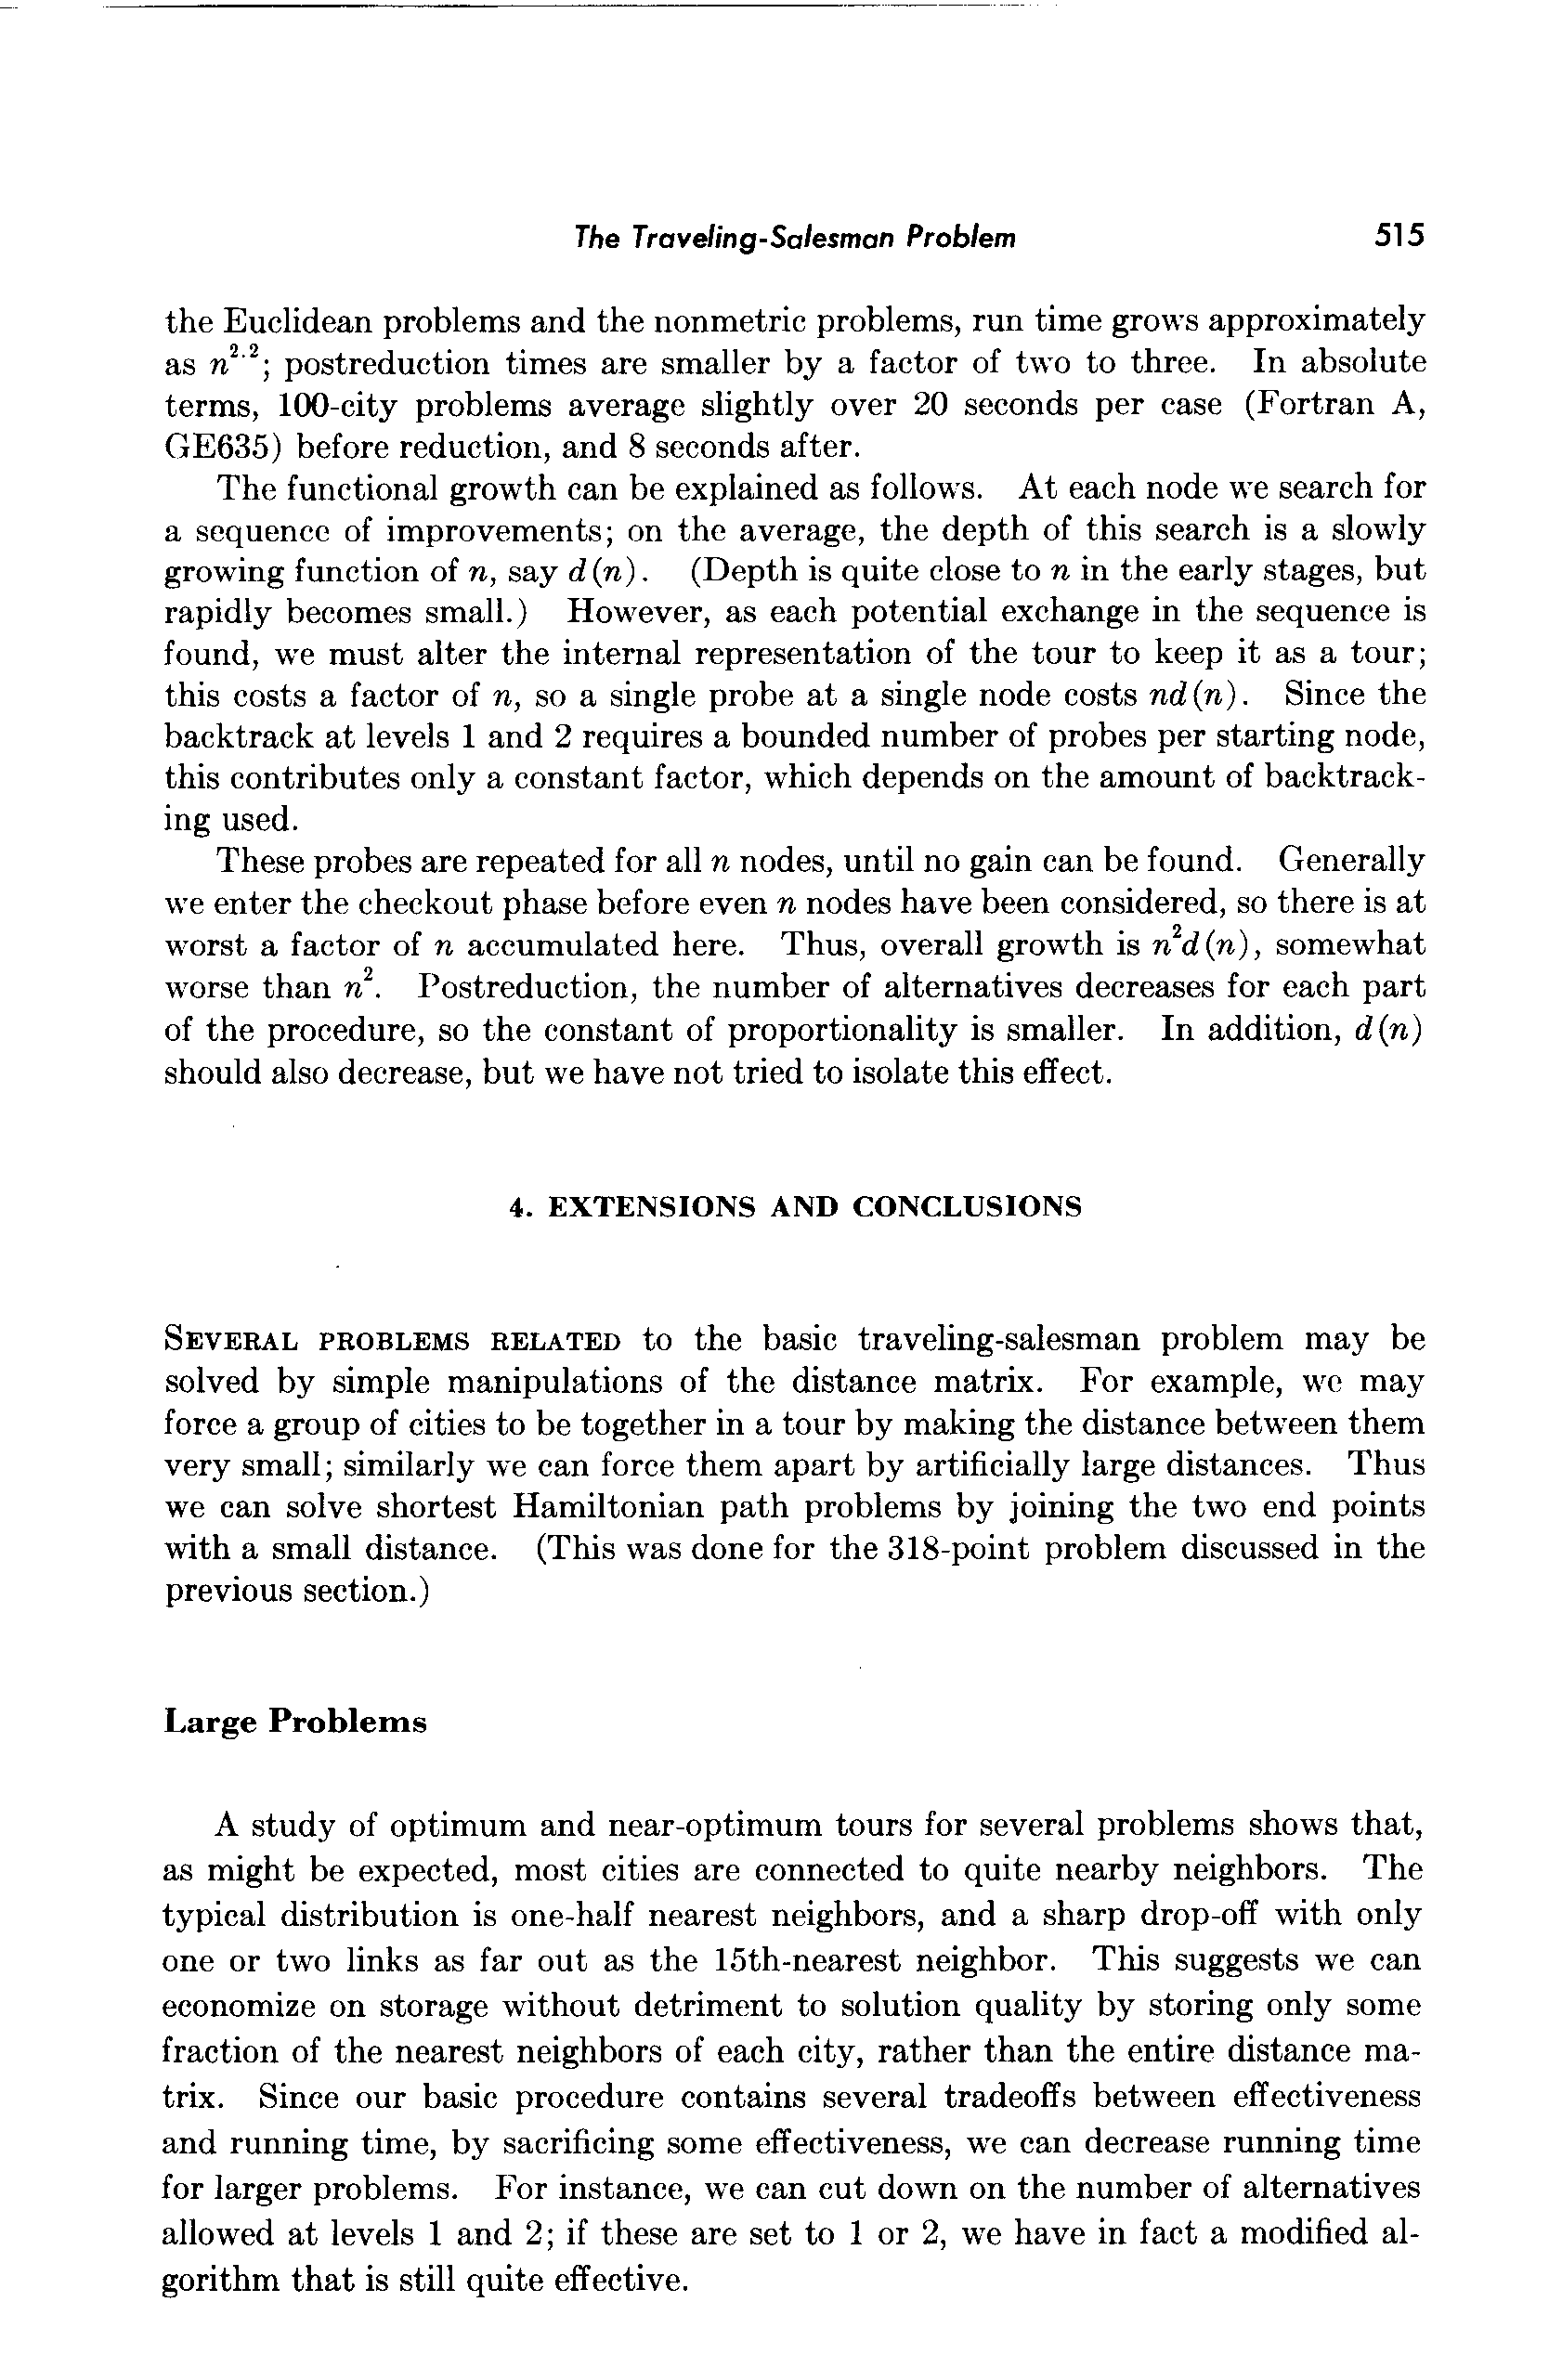 The Traveling-Salesman Problem 515
the Euclidean problems and the nonmetric problems, run time grows approximately
as n^2.2; postreduction times are smaller by a factor of two to three. In absolute
terms, 100-city problems average slightly over 20 seconds per case (Fortran A,
GE635) before reduction, and 8 seconds after.
The functional growth can be explained as follows. At each node we search for
a sequence of improvements; on the average, the depth of this search is a slowly
growing function of n, say d(n). (Depth is quite close to n in the early stages, but
rapidly becomes small.) However, as each potential exchange in the sequence is
found, we must alter the internal representation of the tour to keep it as a tour;
this costs a factor of n, so a single probe at a single node costs nd(n). Since the
backtrack at levels 1 and 2 requires a bounded number of probes per starting node,
this contributes only a constant factor, which depends on the amount of backtrack-
ing used.
These probes are repeated for all n nodes, until no gain can be found. Generally
we enter the checkout phase before even n nodes have been considered, so there is at
worst a factor of n accumulated here. Thus, overall growth is n²d(n), somewhat
worse than n². Postreduction, the number of alternatives decreases for each part
of the procedure, so the constant of proportionality is smaller. In addition, d(n)
should also decrease, but we have not tried to isolate this effect.
4. EXTENSIONS AND CONCLUSIONS
SEVERAL PROBLEMS RELATED to the basic traveling-salesman problem may be
solved by simple manipulations of the distance matrix. For example, we may
force a group of cities to be together in a tour by making the distance between them
very small; similarly we can force them apart by artificially large distances. Thus
we can solve shortest Hamiltonian path problems by joining the two end points
with a small distance. (This was done for the 318-point problem discussed in the
previous section.)
Large Problems
A study of optimum and near-optimum tours for several problems shows that,
as might be expected, most cities are connected to quite nearby neighbors. The
typical distribution is one-half nearest neighbors, and a sharp drop-off with only
one or two links as far out as the 15th-nearest neighbor. This suggests we can
economize on storage without detriment to solution quality by storing only some
fraction of the nearest neighbors of each city, rather than the entire distance ma-
trix. Since our basic procedure contains several tradeoffs between effectiveness
and running time, by sacrificing some effectiveness, we can decrease running time
for larger problems. For instance, we can cut down on the number of alternatives
allowed at levels 1 and 2; if these are set to 1 or 2, we have in fact a modified al-
gorithm that is still quite effective.